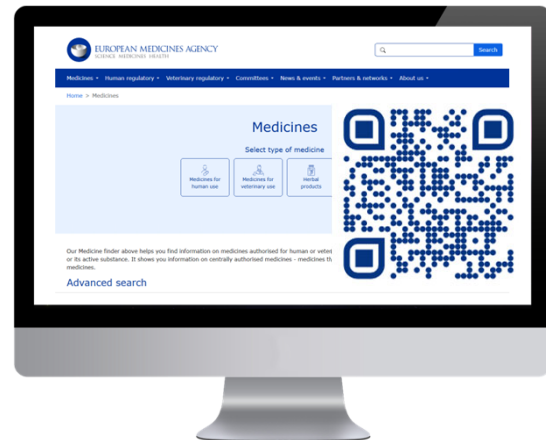 EUROPEAN MEDICINES AGENCY
SCIENCE MEDICINES HEALTH
Search
Medicines Human regulatory Veterinary regulatory Committees News & events Partners & networks About us
Home > Medicines
Medicines
Select type of medicine
Medicines for human use
Medicines for veterinary use
Herbal products
Our Medicine finder above helps you find information on medicines authorised for human or veter
or its active substance. It shows you information on centrally authorised medicines - medicines th
medicines.
Advanced search